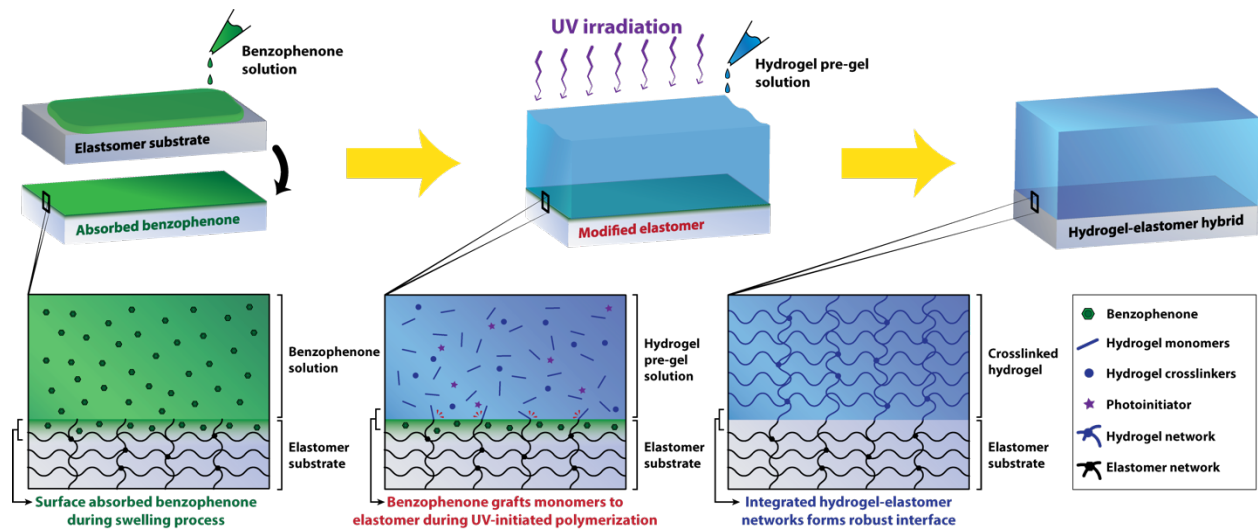 Benzophenone
solution
Elastsomer substrate
Absorbed benzophenone
UV irradiation
Hydrogel pre-gel
solution
Modified elastomer
Hydrogel-elastomer hybrid
Benzophenone
solution
Elastomer
substrate
Surface absorbed benzophenone
during swelling process
Hydrogel
pre-gel
solution
Elastomer
substrate
Benzophenone grafts monomers to
elastomer during UV-initiated polymerization
Crosslinked
hydrogel
Elastomer
substrate
Integrated hydrogel-elastomer
networks forms robust interface
Benzophenone
Hydrogel monomers
Hydrogel crosslinkers
Photoinitiator
Hydrogel network
Elastomer network